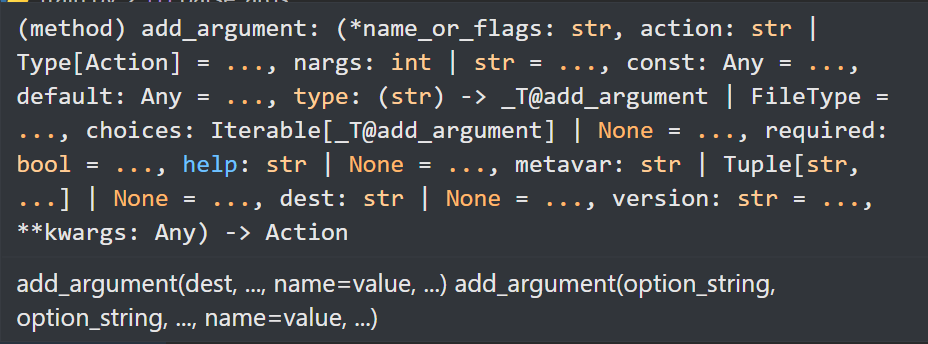 (method) add_argument: (*name_or_flags: str, action: str |
Type[Action] = ..., nargs: int | str = ..., const: Any = ...,
default: Any = ..., type: (str) -> _T@add_argument | FileType =
..., choices: Iterable[_T@add_argument] | None = ..., required:
bool = ..., help: str | None = ..., metavar: str | Tuple[str,
...] | None = ..., dest: str | None = ..., version: str = ...,
**kwargs: Any) -> Action
add_argument(dest, ..., name=value, ...) add_argument(option_string,
option_string, ..., name=value, ...)